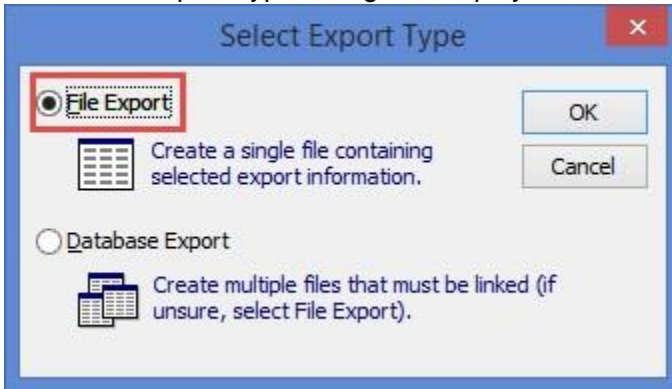 Select Export Type
File Export
OK
Create a single file containing
selected export information.
Cancel
Database Export
Create multiple files that must be linked (if
unsure, select File Export).